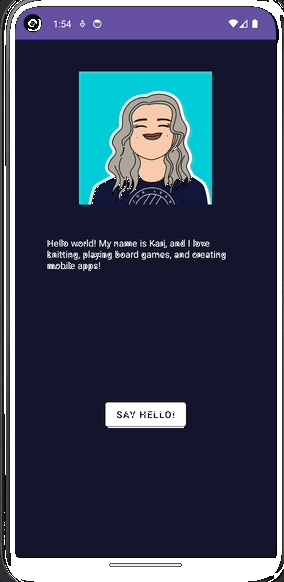 1:54
Hello world! My name is Kari, and I love
knitting, playing board games, and creating
mobile apps!
SAY HELLO!